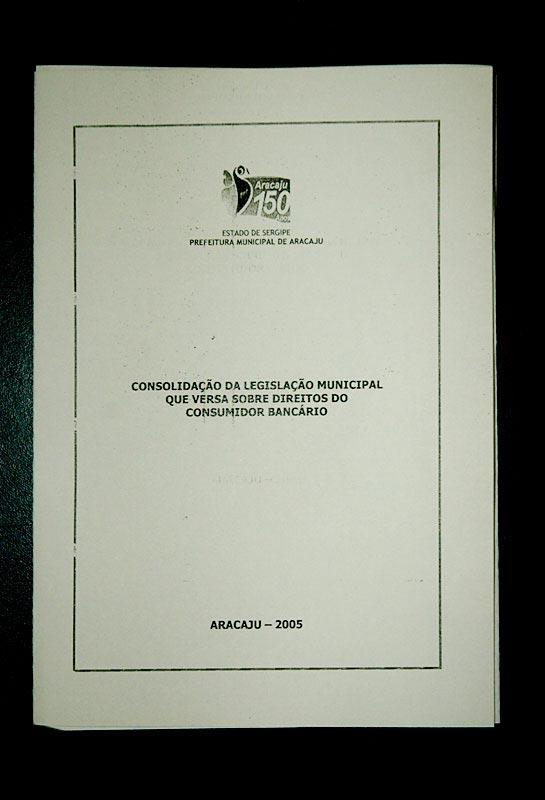 Aracaju
150
Anos
ESTADO DE SERGIPE
PREFEITURA MUNICIPAL DE ARACAJU
CONSOLIDAÇÃO DA LEGISLAÇÃO MUNICIPAL
QUE VERSA SOBRE DIREITOS DO
CONSUMIDOR BANCÁRIO
ARACAJU – 2005